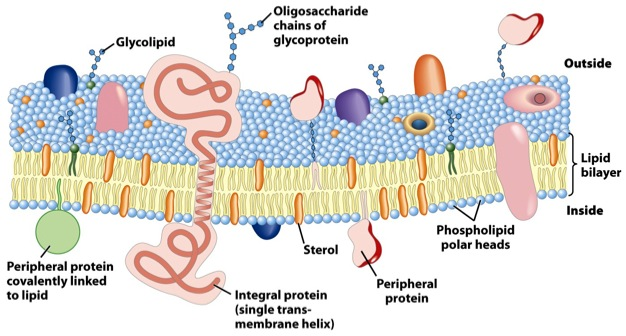 Oligosaccharide
chains of
glycoprotein
Glycolipid
Outside
Lipid
bilayer
Inside
Phospholipid
polar heads
Sterol
Peripheral protein
covalently linked
to lipid
Integral protein
(single trans-
membrane helix)
Peripheral
protein